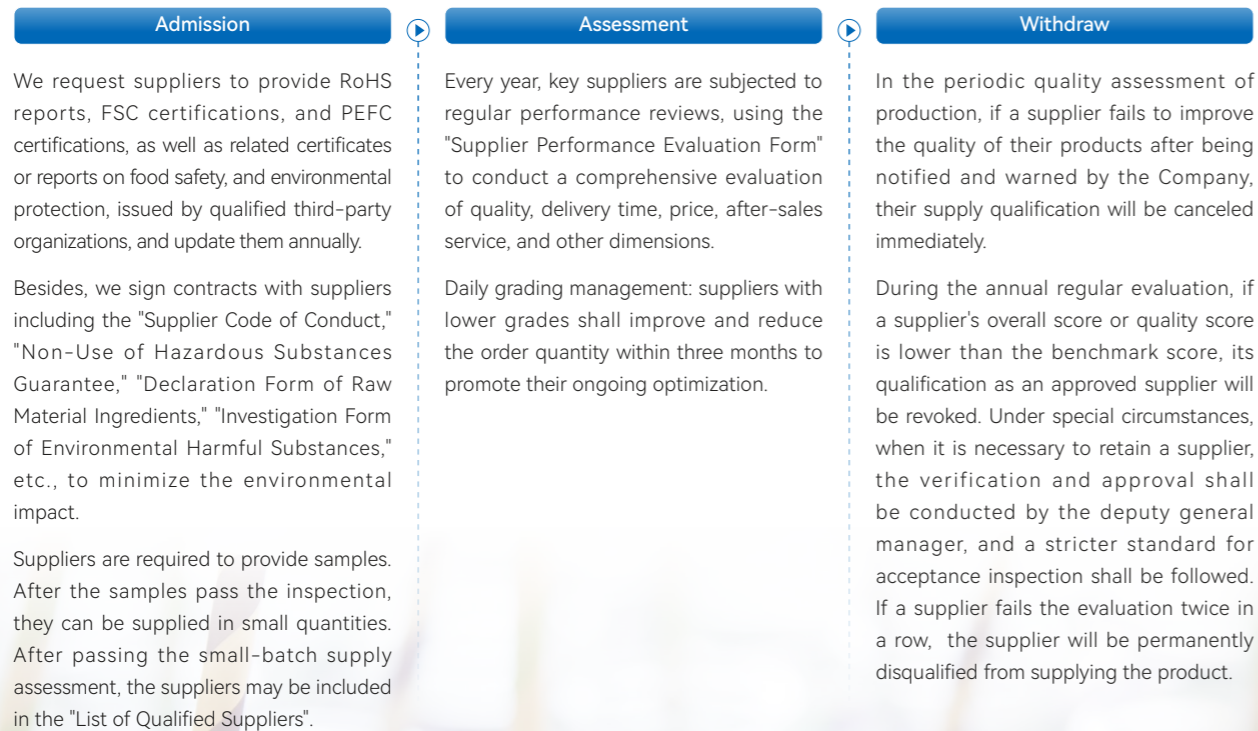 Admission
We request suppliers to provide RoHS
reports, FSC certifications, and PEFC
certifications, as well as related certificates
or reports on food safety, and environmental
protection, issued by qualified third-party
organizations, and update them annually.
Besides, we sign contracts with suppliers
including the "Supplier Code of Conduct,"
"Non-Use of Hazardous Substances
Guarantee," "Declaration Form of Raw
Material Ingredients," "Investigation Form
of Environmental Harmful Substances,"
etc., to minimize the environmental
impact.
Suppliers are required to provide samples.
After the samples pass the inspection,
they can be supplied in small quantities.
After passing the small-batch supply
assessment, the suppliers may be included
in the "List of Qualified Suppliers".
Assessment
Every year, key suppliers are subjected to
regular performance reviews, using the
"Supplier Performance Evaluation Form"
to conduct a comprehensive evaluation
of quality, delivery time, price, after-sales
service, and other dimensions.
Daily grading management: suppliers with
lower grades shall improve and reduce
the order quantity within three months to
promote their ongoing optimization.
Withdraw
In the periodic quality assessment of
production, if a supplier fails to improve
the quality of their products after being
notified and warned by the Company,
their supply qualification will be canceled
immediately.
During the annual regular evaluation, if
a supplier's overall score or quality score
is lower than the benchmark score, its
qualification as an approved supplier will
be revoked. Under special circumstances,
when it is necessary to retain a supplier,
the verification and approval shall
be conducted by the deputy general
manager, and a stricter standard for
acceptance inspection shall be followed.
If a supplier fails the evaluation twice in
a row, the supplier will be permanently
disqualified from supplying the product.